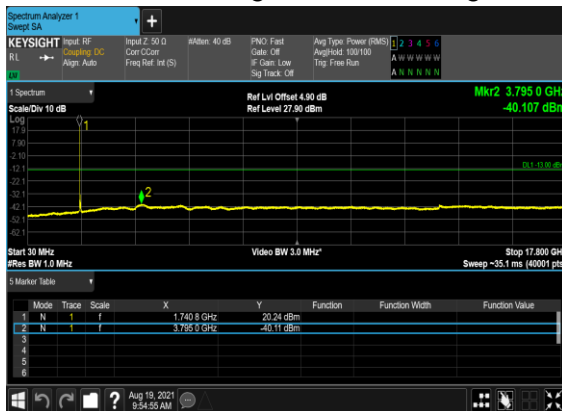 Spectrum Analyzer 1
Swept SA
+
KEYSIGHT Input: RF Input Z: 50 Ω #Atten: 40 dB PNO: Fast Avg Type: Power (RMS) 1 2 3 4 5 6
RL Coupling: DC Corr CCorr Gate: Off Avg|Hold: 100/100 A W W W W W
Align: Auto Freq Ref: Int (S) IF Gain: Low Trig: Free Run
Sig Track: Off A N N N N N
1 Spectrum Ref Lvl Offset 4.90 dB Mkr2 3.795 0 GHz
Scale/Div 10 dB Ref Level 27.90 dBm -40.107 dBm
Log
17.9
7.90
-2.10
-12.1
-22.1
-32.1
-42.1
-52.1
-62.1
1
2
DL1 -13.00 dBm
Start 30 MHz Video BW 3.0 MHz* Stop 17.800 GHz
#Res BW 1.0 MHz Sweep ~35.1 ms (40001 pts)
5 Marker Table
Mode Trace Scale X Y Function Function Width Function Value
1 N 1 f 1.740 8 GHz 20.24 dBm
2 N 1 f 3.795 0 GHz -40.11 dBm
3
4
5
6
? Aug 19, 2021
9:54:55 AM